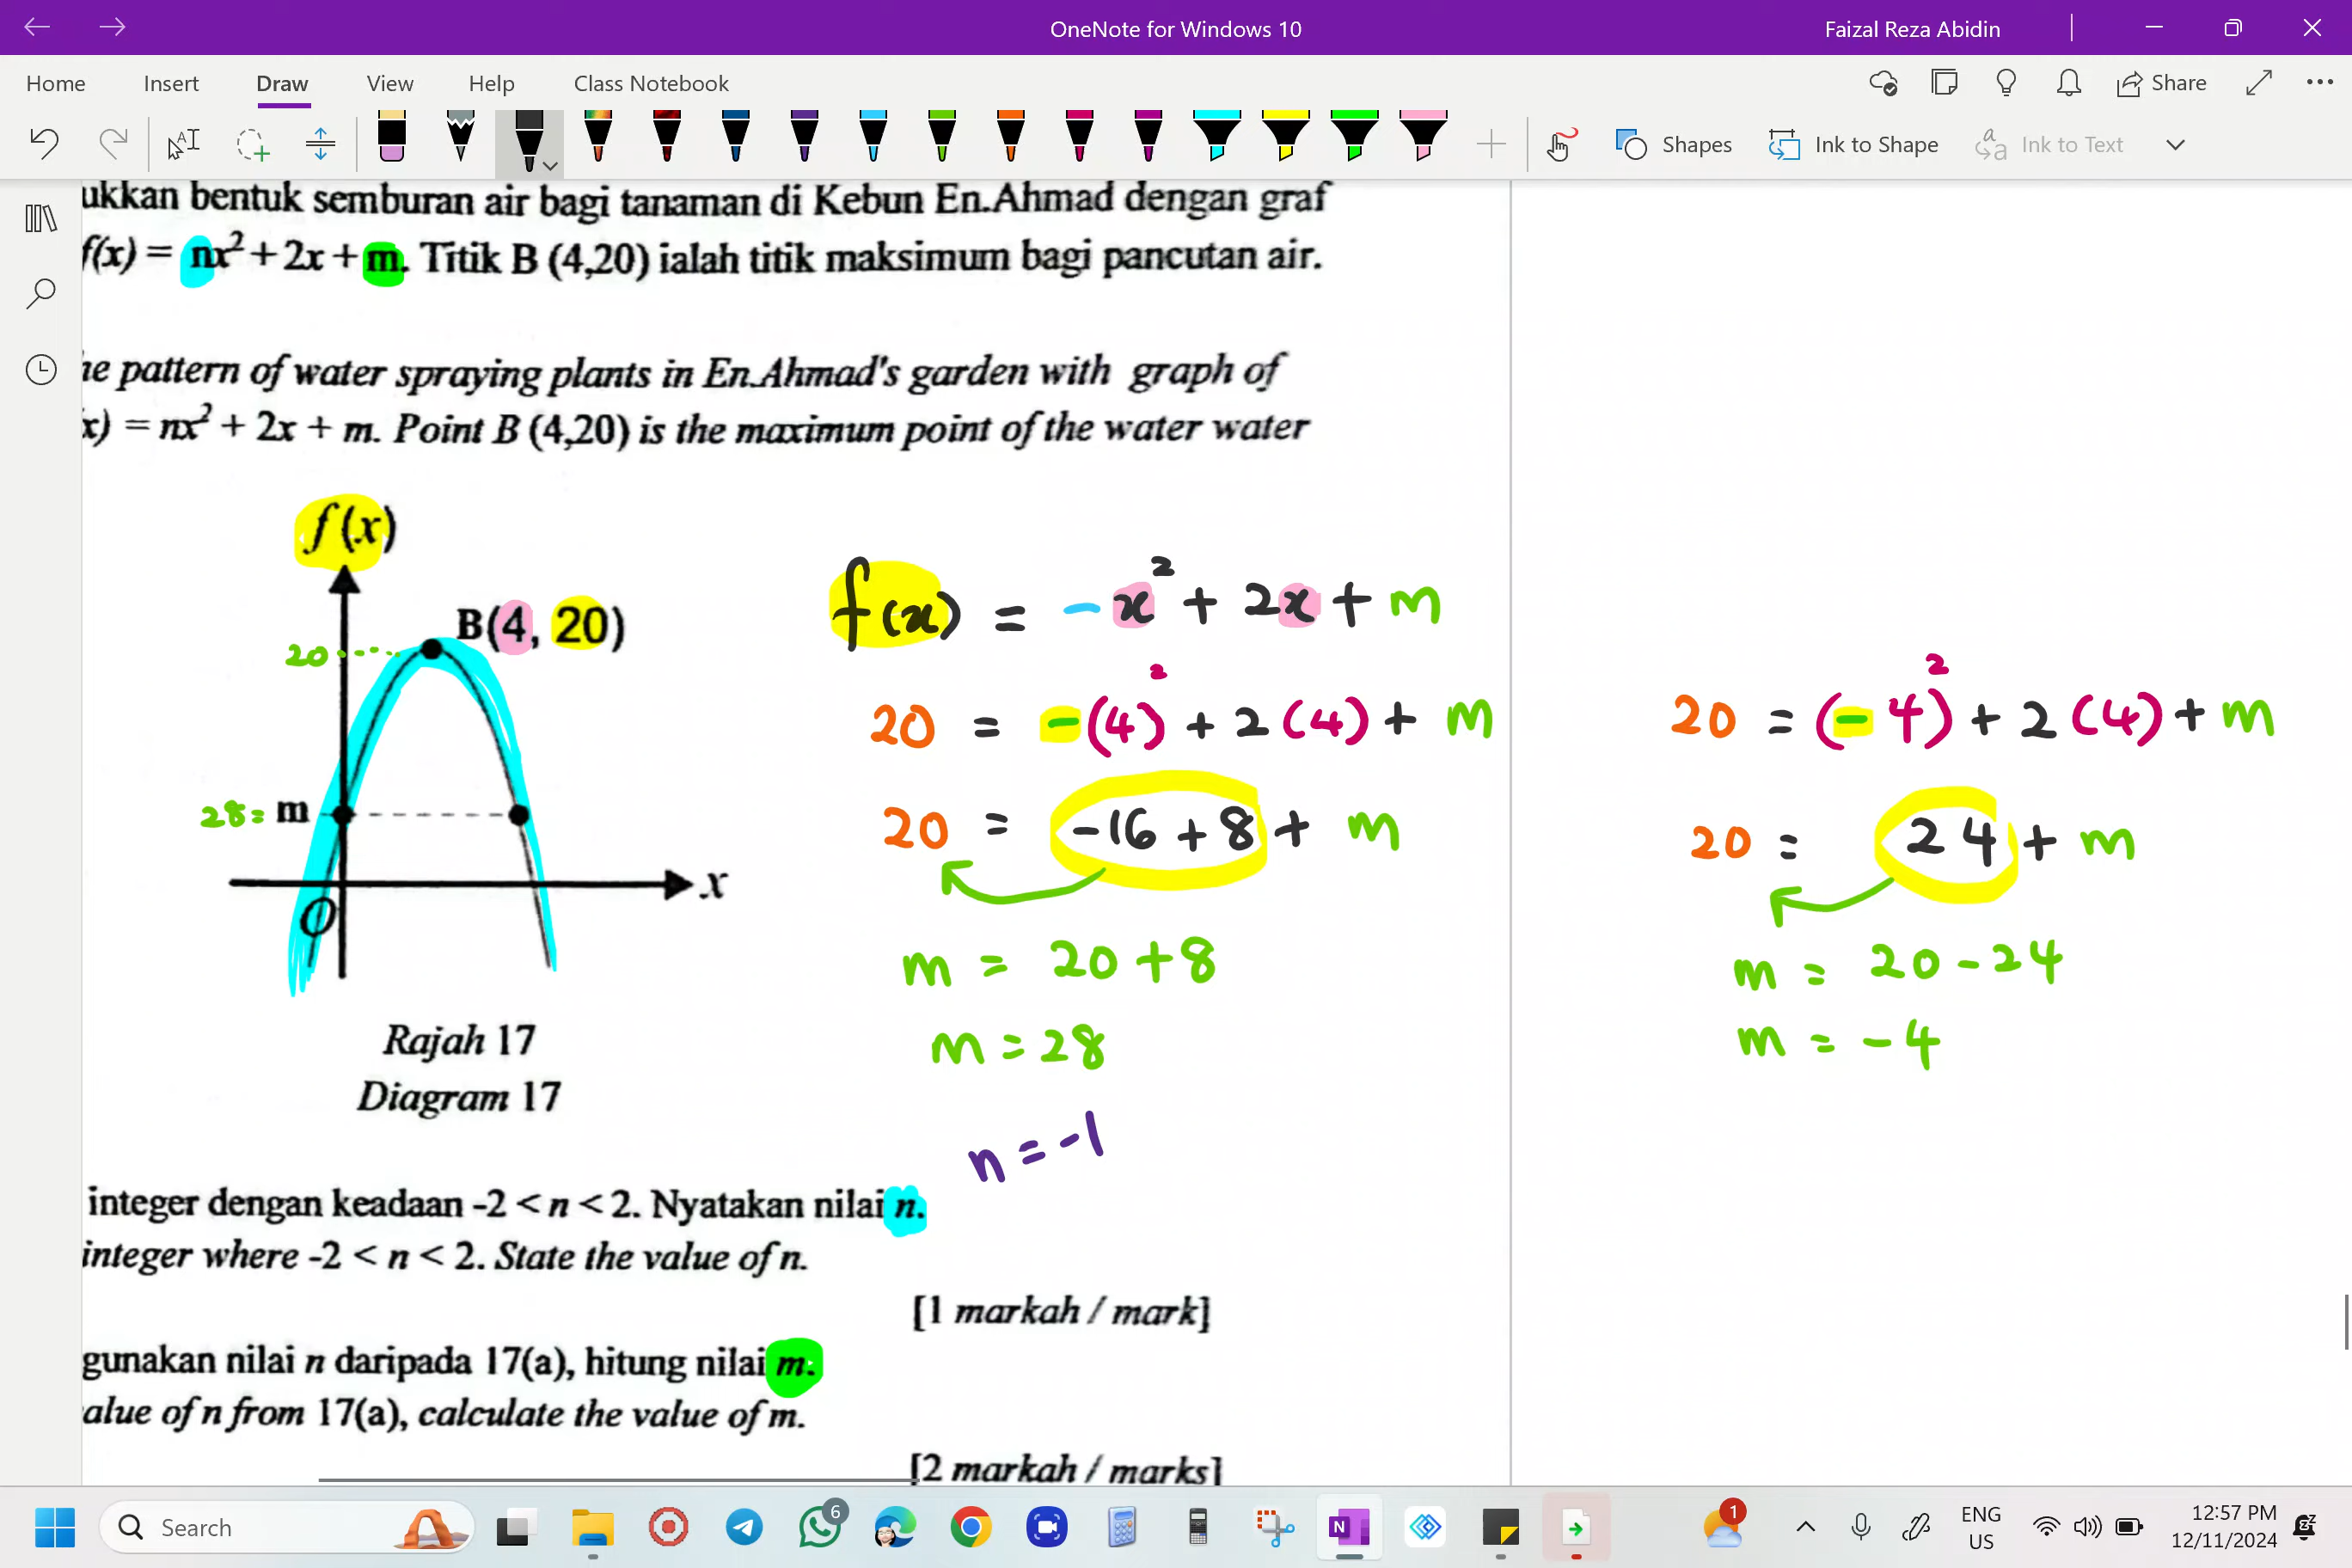 OneNote for Windows 10
Faizal Reza Abidin
Home Insert Draw View Help Class Notebook
Share
Shapes Ink to Shape Ink to Text
ukkan bentuk semburan air bagi tanaman di Kebun En.Ahmad dengan graf
f(x) = nx² + 2x + m. Titik B (4,20) ialah titik maksimum bagi pancutan air.
he pattern of water spraying plants in En.Ahmad's garden with graph of
x) = nx² + 2x + m. Point B (4,20) is the maximum point of the water water
f(x)
B(4, 20)
20
28= m
O
x
Rajah 17
Diagram 17
f(x) = -x² + 2x + m
20 = -(4)² + 2(4) + m
20 = -16 + 8 + m
m = 20 + 8
m = 28
n = -1
20 = (-4)² + 2(4) + m
20 = 24 + m
m = 20 - 24
m = -4
integer dengan keadaan -2 < n < 2. Nyatakan nilai n.
integer where -2 < n < 2. State the value of n.
[1 markah / mark]
gunakan nilai n daripada 17(a), hitung nilai m.
alue of n from 17(a), calculate the value of m.
[2 markah / marks]
Search
6
1
ENG
US
12:57 PM
12/11/2024